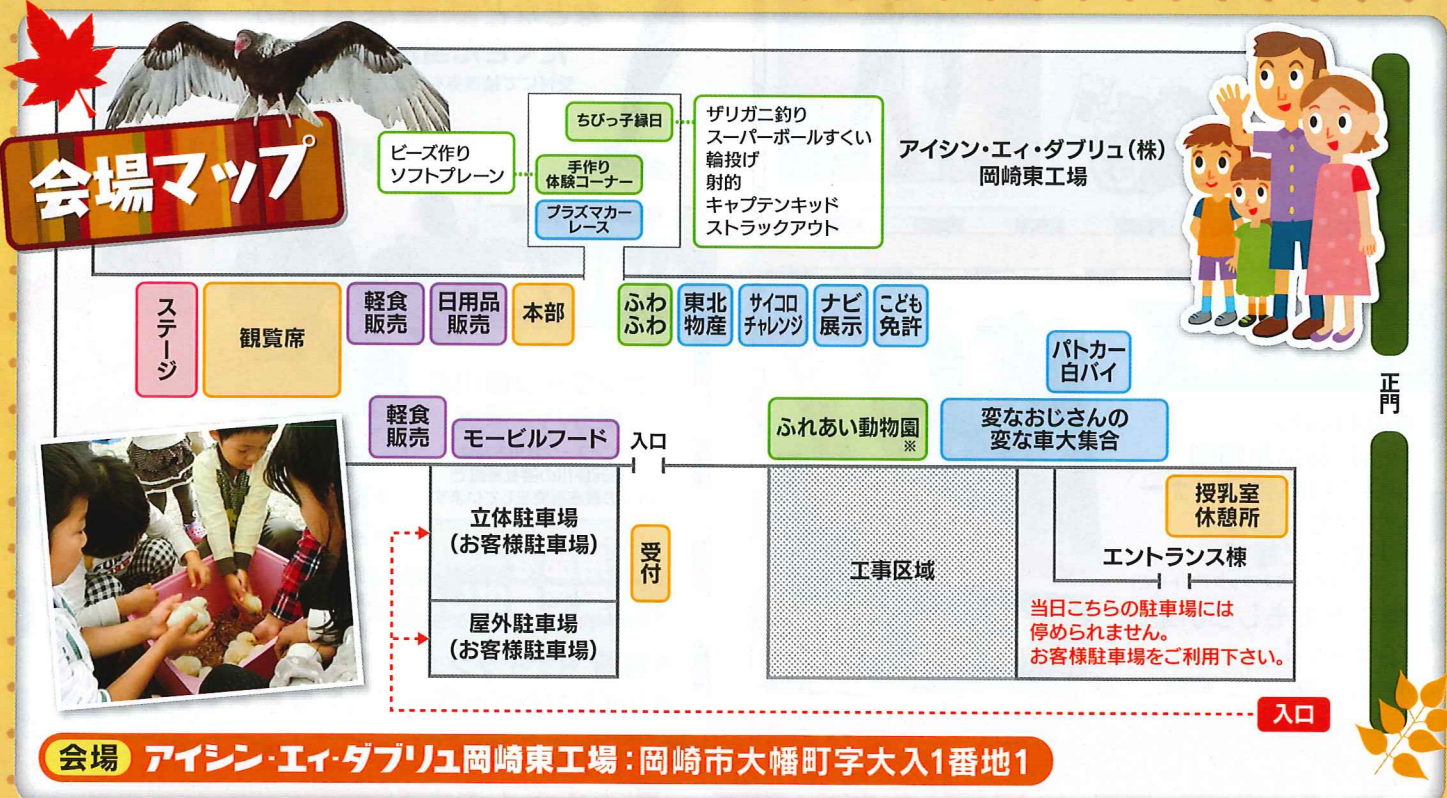 会場マップ
ビーズ作り
ソフトプレーン
ちびっ子縁日
手作り
体験コーナー
プラズマカー
レース
ザリガニ釣り
スーパーボールすくい
輪投げ
射的
キャプテンキッド
ストラックアウト
アイシン・エィ・ダブリュ(株)
岡崎東工場
ステージ
観覧席
軽食
販売
日用品
販売
本部
ふわ
ふわ
東北
物産
サイコロ
チャレンジ
ナビ
展示
こども
免許
パトカー
白バイ
正門
軽食
販売
モービルフード
入口
ふれあい動物園
※
変なおじさんの
変な車大集合
立体駐車場
(お客様駐車場)
受付
屋外駐車場
(お客様駐車場)
工事区域
授乳室
休憩所
エントランス棟
当日こちらの駐車場には
停められません。
お客様駐車場をご利用下さい。
入口
会場 アイシン・エィ・ダブリュ岡崎東工場:岡崎市大幡町字大入1番地1